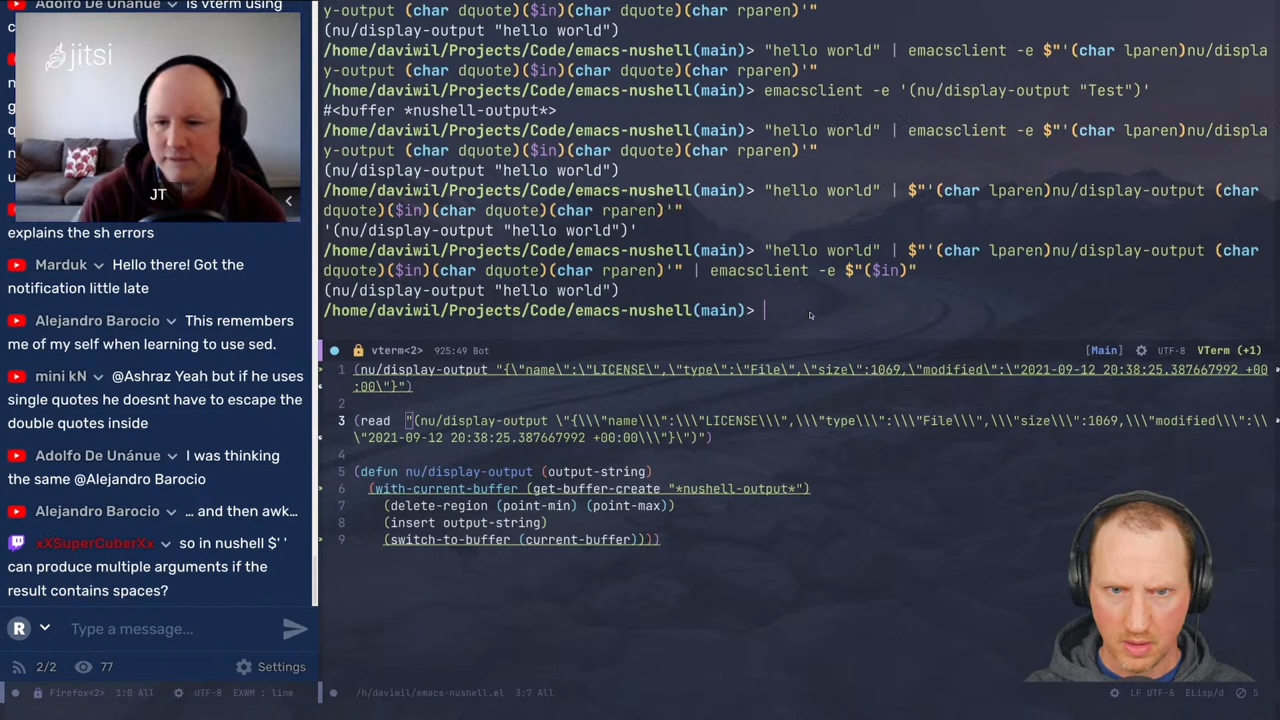 Adolfo De Unánue Is vterm using
jitsi
JT
explains the sh errors
Marduk Hello there! Got the
notification little late
Alejandro Barocio This remembers
me of my self when learning to use sed.
mini kN @Ashraz Yeah but if he uses
single quotes he doesnt have to escape the
double quotes inside
Adolfo De Unánue I was thinking
the same @Alejandro Barocio
Alejandro Barocio … and then awk…
xXSuperCuberXx so in nushell $' '
can produce multiple arguments if the
result contains spaces?
R Type a message...
2/2 77 Settings
Firefox<2> 1:0 All UTF-8 EXWM : line
y-output (char dquote)($in)(char dquote)(char rparen)'"
(nu/display-output "hello world")
/home/daviwil/Projects/Code/emacs-nushell(main)> "hello world" | emacsclient -e $"'(char lparen)nu/displa
y-output (char dquote)($in)(char dquote)(char rparen)'"
/home/daviwil/Projects/Code/emacs-nushell(main)> emacsclient -e '(nu/display-output "Test")'
#<buffer *nushell-output*>
/home/daviwil/Projects/Code/emacs-nushell(main)> "hello world" | emacsclient -e $"'(char lparen)nu/displa
y-output (char dquote)($in)(char dquote)(char rparen)'"
(nu/display-output "hello world")
/home/daviwil/Projects/Code/emacs-nushell(main)> "hello world" | $"'(char lparen)nu/display-output (char
dquote)($in)(char dquote)(char rparen)'"
'(nu/display-output "hello world")'
/home/daviwil/Projects/Code/emacs-nushell(main)> "hello world" | $"'(char lparen)nu/display-output (char
dquote)($in)(char dquote)(char rparen)'" | emacsclient -e $"($in)"
(nu/display-output "hello world")
/home/daviwil/Projects/Code/emacs-nushell(main)>
vterm<2> 925:49 Bot [Main] UTF-8 VTerm (+1)
1 (nu/display-output "{\"name\":\"LICENSE\",\"type\":\"File\",\"size\":1069,\"modified\":\"2021-09-12 20:38:25.387667992 +00
:00\"}")
2
3 (read "(nu/display-output \"{\\\"name\\\":\\\"LICENSE\\\",\\\"type\\\":\\\"File\\\",\\\"size\\\":1069,\\\"modified\\\":\\
\"2021-09-12 20:38:25.387667992 +00:00\\\"}\")")
4
5 (defun nu/display-output (output-string)
6 (with-current-buffer (get-buffer-create "*nushell-output*")
7 (delete-region (point-min) (point-max))
8 (insert output-string)
9 (switch-to-buffer (current-buffer))))
/h/daviwil/emacs-nushell.el 3:7 All LF UTF-8 ELisp/d 5